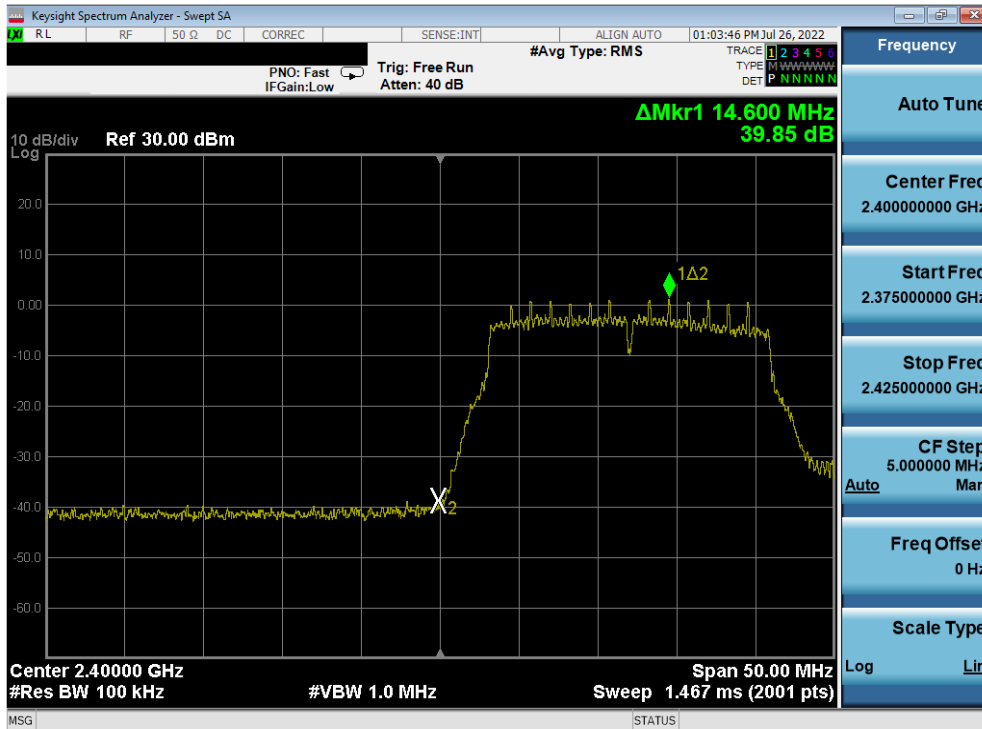 Keysight Spectrum Analyzer - Swept SA
LXI RL RF 50 Ω DC CORREC SENSE:INT ALIGN AUTO 01:03:46 PM Jul 26, 2022
#Avg Type: RMS
TRACE 1 2 3 4 5 6
TYPE M W W W W W
DET P N N N N N
PNO: Fast Trig: Free Run
IFGain:Low Atten: 40 dB
ΔMkr1 14.600 MHz
39.85 dB
10 dB/div Ref 30.00 dBm
Log
20.0
10.0
1Δ2
0.00
-10.0
-20.0
-30.0
-40.0
2
-50.0
-60.0
Center 2.40000 GHz Span 50.00 MHz
#Res BW 100 kHz #VBW 1.0 MHz Sweep 1.467 ms (2001 pts)
MSG STATUS
Frequency
Auto Tune
Center Freq
2.400000000 GHz
Start Freq
2.375000000 GHz
Stop Freq
2.425000000 GHz
CF Step
5.000000 MHz
Auto Man
Freq Offset
0 Hz
Scale Type
Log Lin